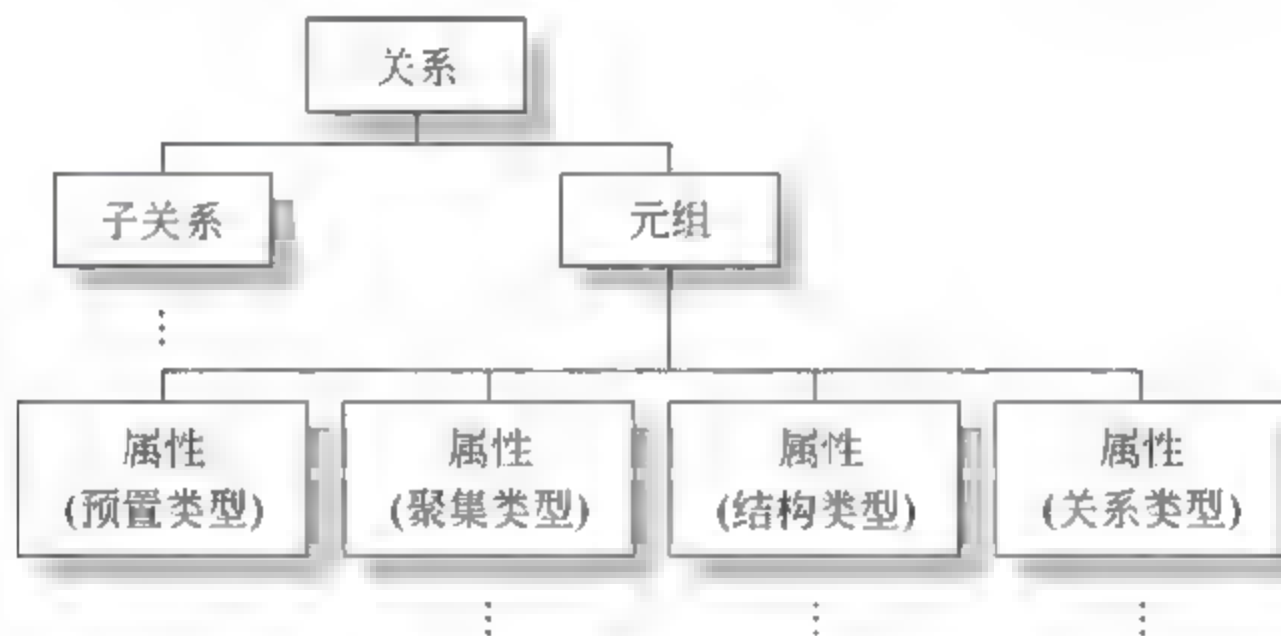 关系
子关系
元组
属性
(预置类型)
属性
(聚集类型)
属性
(结构类型)
属性
(关系类型)